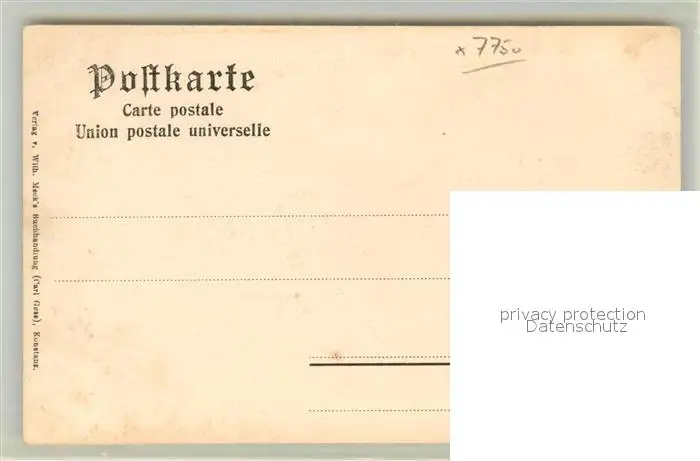 * 7750
Postkarte
Carte postale
Union postale universelle
Verlag v. Wilh. Meck's Buchhandlung (Carl Gess), Konstanz.
privacy protection
Datenschutz